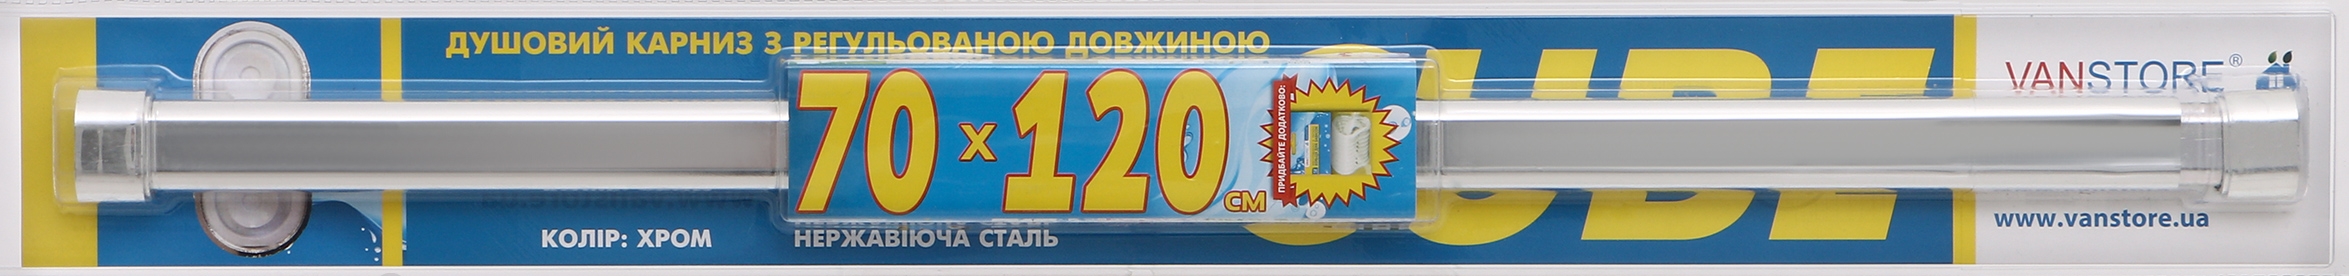 ДУШОВИЙ КАРНИЗ З РЕГУЛЬОВАНОЮ ДОВЖИНОЮ
70 x 120 СМ
ПРИДБАЙТЕ ДОДАТКОВО:
VANSTORE®
www.vanstore.ua
КОЛІР: ХРОМ
НЕРЖАВІЮЧА СТАЛЬ